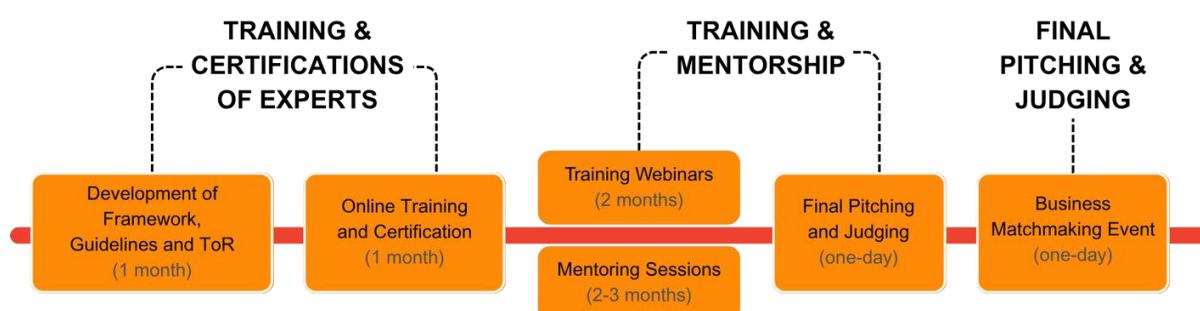 TRAINING &
CERTIFICATIONS
OF EXPERTS
TRAINING &
MENTORSHIP
FINAL
PITCHING &
JUDGING
Development of
Framework,
Guidelines and ToR
(1 month)
Online Training
and Certification
(1 month)
Training Webinars
(2 months)
Mentoring Sessions
(2-3 months)
Final Pitching
and Judging
(one-day)
Business
Matchmaking Event
(one-day)